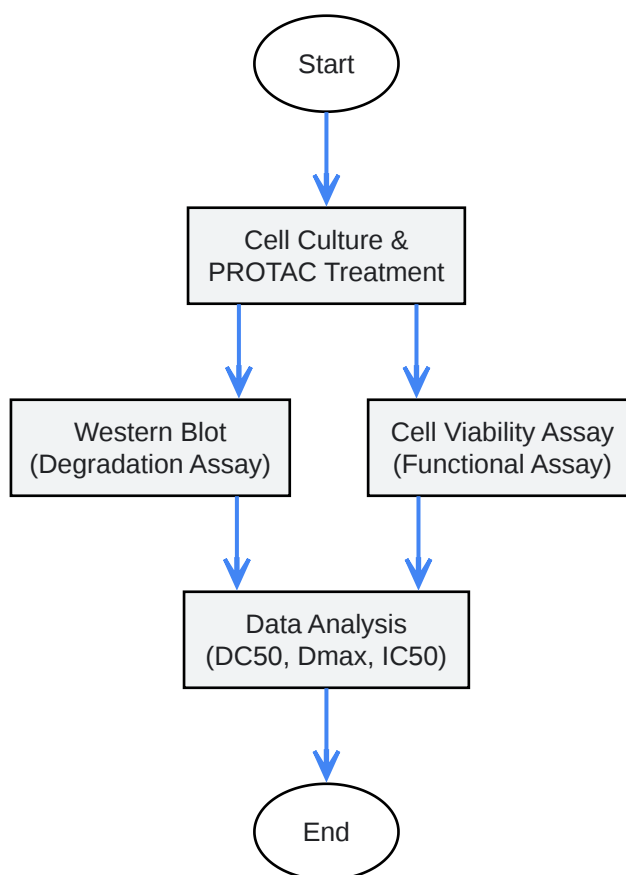 Start
Cell Culture &
PROTAC Treatment
Western Blot
(Degradation Assay)
Cell Viability Assay
(Functional Assay)
Data Analysis
(DC50, Dmax, IC50)
End